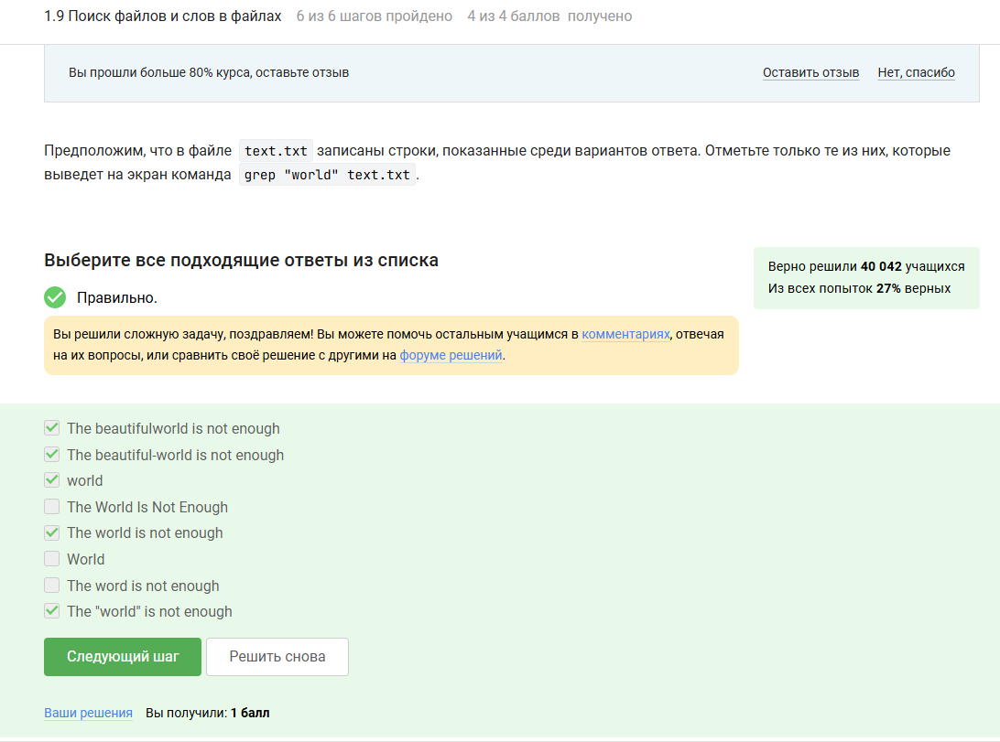 1.9 Поиск файлов и слов в файлах 6 из 6 шагов пройдено 4 из 4 баллов получено
Вы прошли больше 80% курса, оставьте отзыв Оставить отзыв Нет, спасибо
Предположим, что в файле text.txt записаны строки, показанные среди вариантов ответа. Отметьте только те из них, которые
выведет на экран команда grep "world" text.txt.
Выберите все подходящие ответы из списка
Верно решили 40 042 учащихся
Из всех попыток 27% верных
Правильно.
Вы решили сложную задачу, поздравляем! Вы можете помочь остальным учащимся в комментариях, отвечая
на их вопросы, или сравнить своё решение с другими на форуме решений.
The beautifulworld is not enough
The beautiful-world is not enough
world
The World Is Not Enough
The world is not enough
World
The word is not enough
The "world" is not enough
Следующий шаг Решить снова
Ваши решения Вы получили: 1 балл